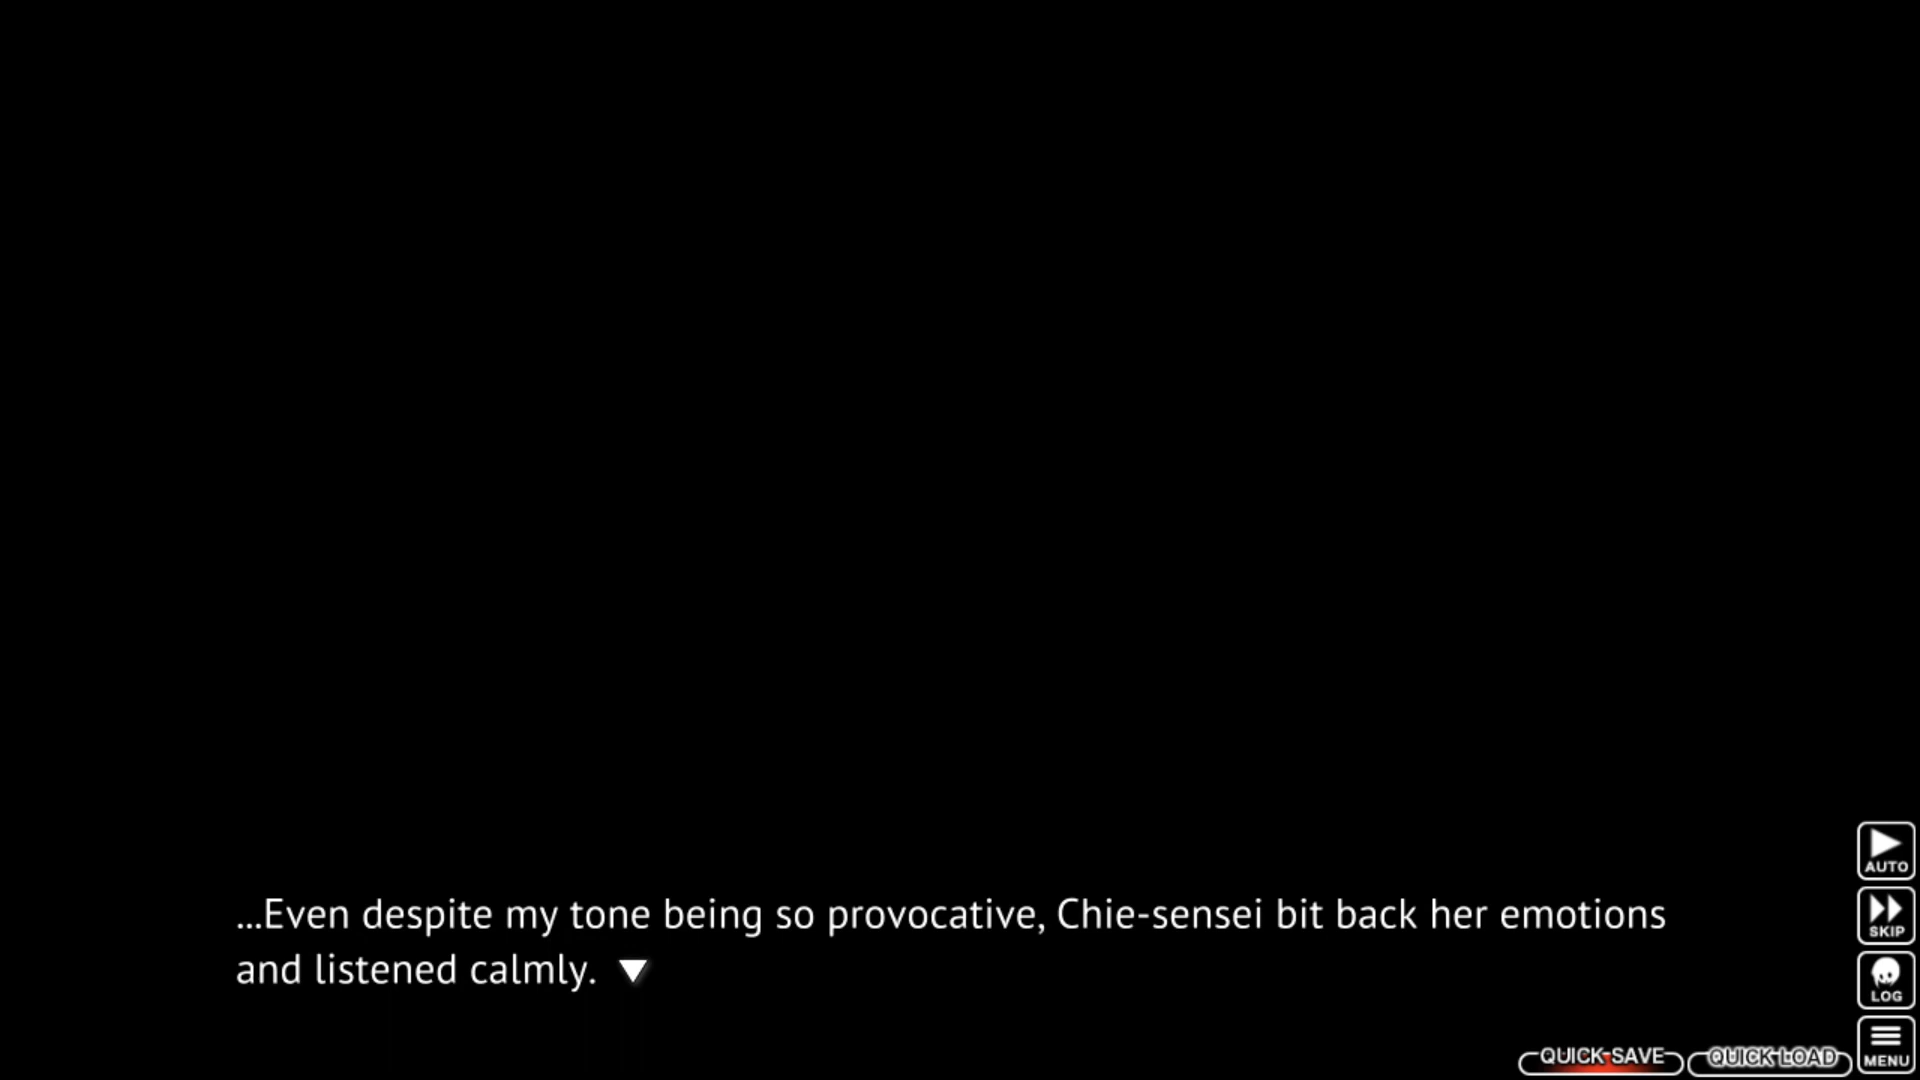 ...Even despite my tone being so provocative, Chie-sensei bit back her emotions
and listened calmly.
AUTO
SKIP
LOG
MENU
QUICK SAVE
QUICK LOAD